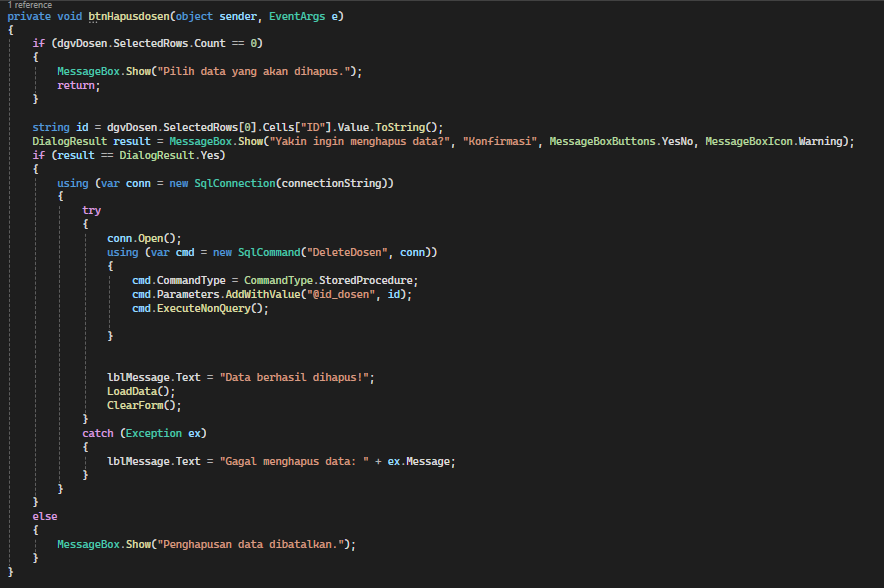 1 reference
private void btnHapusdosen(object sender, EventArgs e)
{
if (dgvDosen.SelectedRows.Count == 0)
{
MessageBox.Show("Pilih data yang akan dihapus.");
return;
}
string id = dgvDosen.SelectedRows[0].Cells["ID"].Value.ToString();
DialogResult result = MessageBox.Show("Yakin ingin menghapus data?", "Konfirmasi", MessageBoxButtons.YesNo, MessageBoxIcon.Warning);
if (result == DialogResult.Yes)
{
using (var conn = new SqlConnection(connectionString))
{
try
{
conn.Open();
using (var cmd = new SqlCommand("DeleteDosen", conn))
{
cmd.CommandType = CommandType.StoredProcedure;
cmd.Parameters.AddWithValue("@id_dosen", id);
cmd.ExecuteNonQuery();
}
lblMessage.Text = "Data berhasil dihapus!";
LoadData();
ClearForm();
}
catch (Exception ex)
{
lblMessage.Text = "Gagal menghapus data: " + ex.Message;
}
}
}
else
{
MessageBox.Show("Penghapusan data dibatalkan.");
}
}